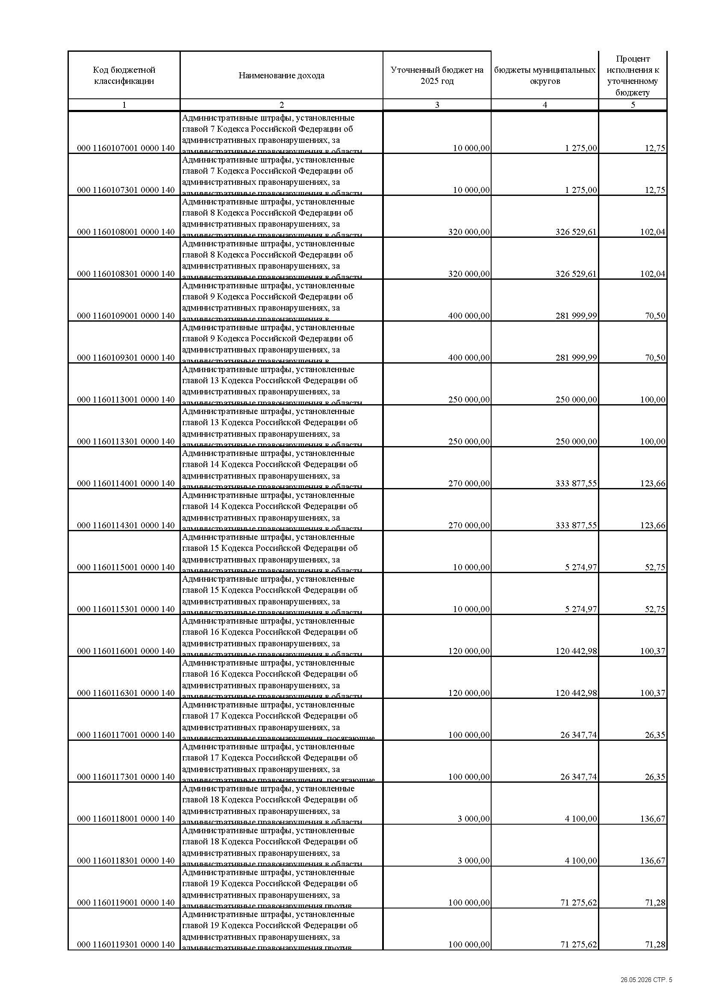 Код бюджетной
классификации
Наименование дохода
Уточненный бюджет на
2025 год
бюджеты муниципальных
округов
Процент
исполнения к
уточненному
бюджету
1 2 3 4 5
Административные штрафы, установленные
главой 7 Кодекса Российской Федерации об
административных правонарушениях, за
административные правонарушения в области
000 1160107001 0000 140 10 000,00 1 275,00 12,75
Административные штрафы, установленные
главой 7 Кодекса Российской Федерации об
административных правонарушениях, за
административные правонарушения в области
000 1160107301 0000 140 10 000,00 1 275,00 12,75
Административные штрафы, установленные
главой 8 Кодекса Российской Федерации об
административных правонарушениях, за
административные правонарушения в области
000 1160108001 0000 140 320 000,00 326 529,61 102,04
Административные штрафы, установленные
главой 8 Кодекса Российской Федерации об
административных правонарушениях, за
административные правонарушения в области
000 1160108301 0000 140 320 000,00 326 529,61 102,04
Административные штрафы, установленные
главой 9 Кодекса Российской Федерации об
административных правонарушениях, за
административные правонарушения в
000 1160109001 0000 140 400 000,00 281 999,99 70,50
Административные штрафы, установленные
главой 9 Кодекса Российской Федерации об
административных правонарушениях, за
административные правонарушения в
000 1160109301 0000 140 400 000,00 281 999,99 70,50
Административные штрафы, установленные
главой 13 Кодекса Российской Федерации об
административных правонарушениях, за
административные правонарушения в области
000 1160113001 0000 140 250 000,00 250 000,00 100,00
Административные штрафы, установленные
главой 13 Кодекса Российской Федерации об
административных правонарушениях, за
административные правонарушения в области
000 1160113301 0000 140 250 000,00 250 000,00 100,00
Административные штрафы, установленные
главой 14 Кодекса Российской Федерации об
административных правонарушениях, за
административные правонарушения в области
000 1160114001 0000 140 270 000,00 333 877,55 123,66
Административные штрафы, установленные
главой 14 Кодекса Российской Федерации об
административных правонарушениях, за
административные правонарушения в области
000 1160114301 0000 140 270 000,00 333 877,55 123,66
Административные штрафы, установленные
главой 15 Кодекса Российской Федерации об
административных правонарушениях, за
административные правонарушения в области
000 1160115001 0000 140 10 000,00 5 274,97 52,75
Административные штрафы, установленные
главой 15 Кодекса Российской Федерации об
административных правонарушениях, за
административные правонарушения в области
000 1160115301 0000 140 10 000,00 5 274,97 52,75
Административные штрафы, установленные
главой 16 Кодекса Российской Федерации об
административных правонарушениях, за
административные правонарушения в области
000 1160116001 0000 140 120 000,00 120 442,98 100,37
Административные штрафы, установленные
главой 16 Кодекса Российской Федерации об
административных правонарушениях, за
административные правонарушения в области
000 1160116301 0000 140 120 000,00 120 442,98 100,37
Административные штрафы, установленные
главой 17 Кодекса Российской Федерации об
административных правонарушениях, за
административные правонарушения, посягающие
000 1160117001 0000 140 100 000,00 26 347,74 26,35
Административные штрафы, установленные
главой 17 Кодекса Российской Федерации об
административных правонарушениях, за
административные правонарушения, посягающие
000 1160117301 0000 140 100 000,00 26 347,74 26,35
Административные штрафы, установленные
главой 18 Кодекса Российской Федерации об
административных правонарушениях, за
административные правонарушения в области
000 1160118001 0000 140 3 000,00 4 100,00 136,67
Административные штрафы, установленные
главой 18 Кодекса Российской Федерации об
административных правонарушениях, за
административные правонарушения в области
000 1160118301 0000 140 3 000,00 4 100,00 136,67
Административные штрафы, установленные
главой 19 Кодекса Российской Федерации об
административных правонарушениях, за
административные правонарушения против
000 1160119001 0000 140 100 000,00 71 275,62 71,28
Административные штрафы, установленные
главой 19 Кодекса Российской Федерации об
административных правонарушениях, за
административные правонарушения против
000 1160119301 0000 140 100 000,00 71 275,62 71,28
26.05.2026 СТР. 5